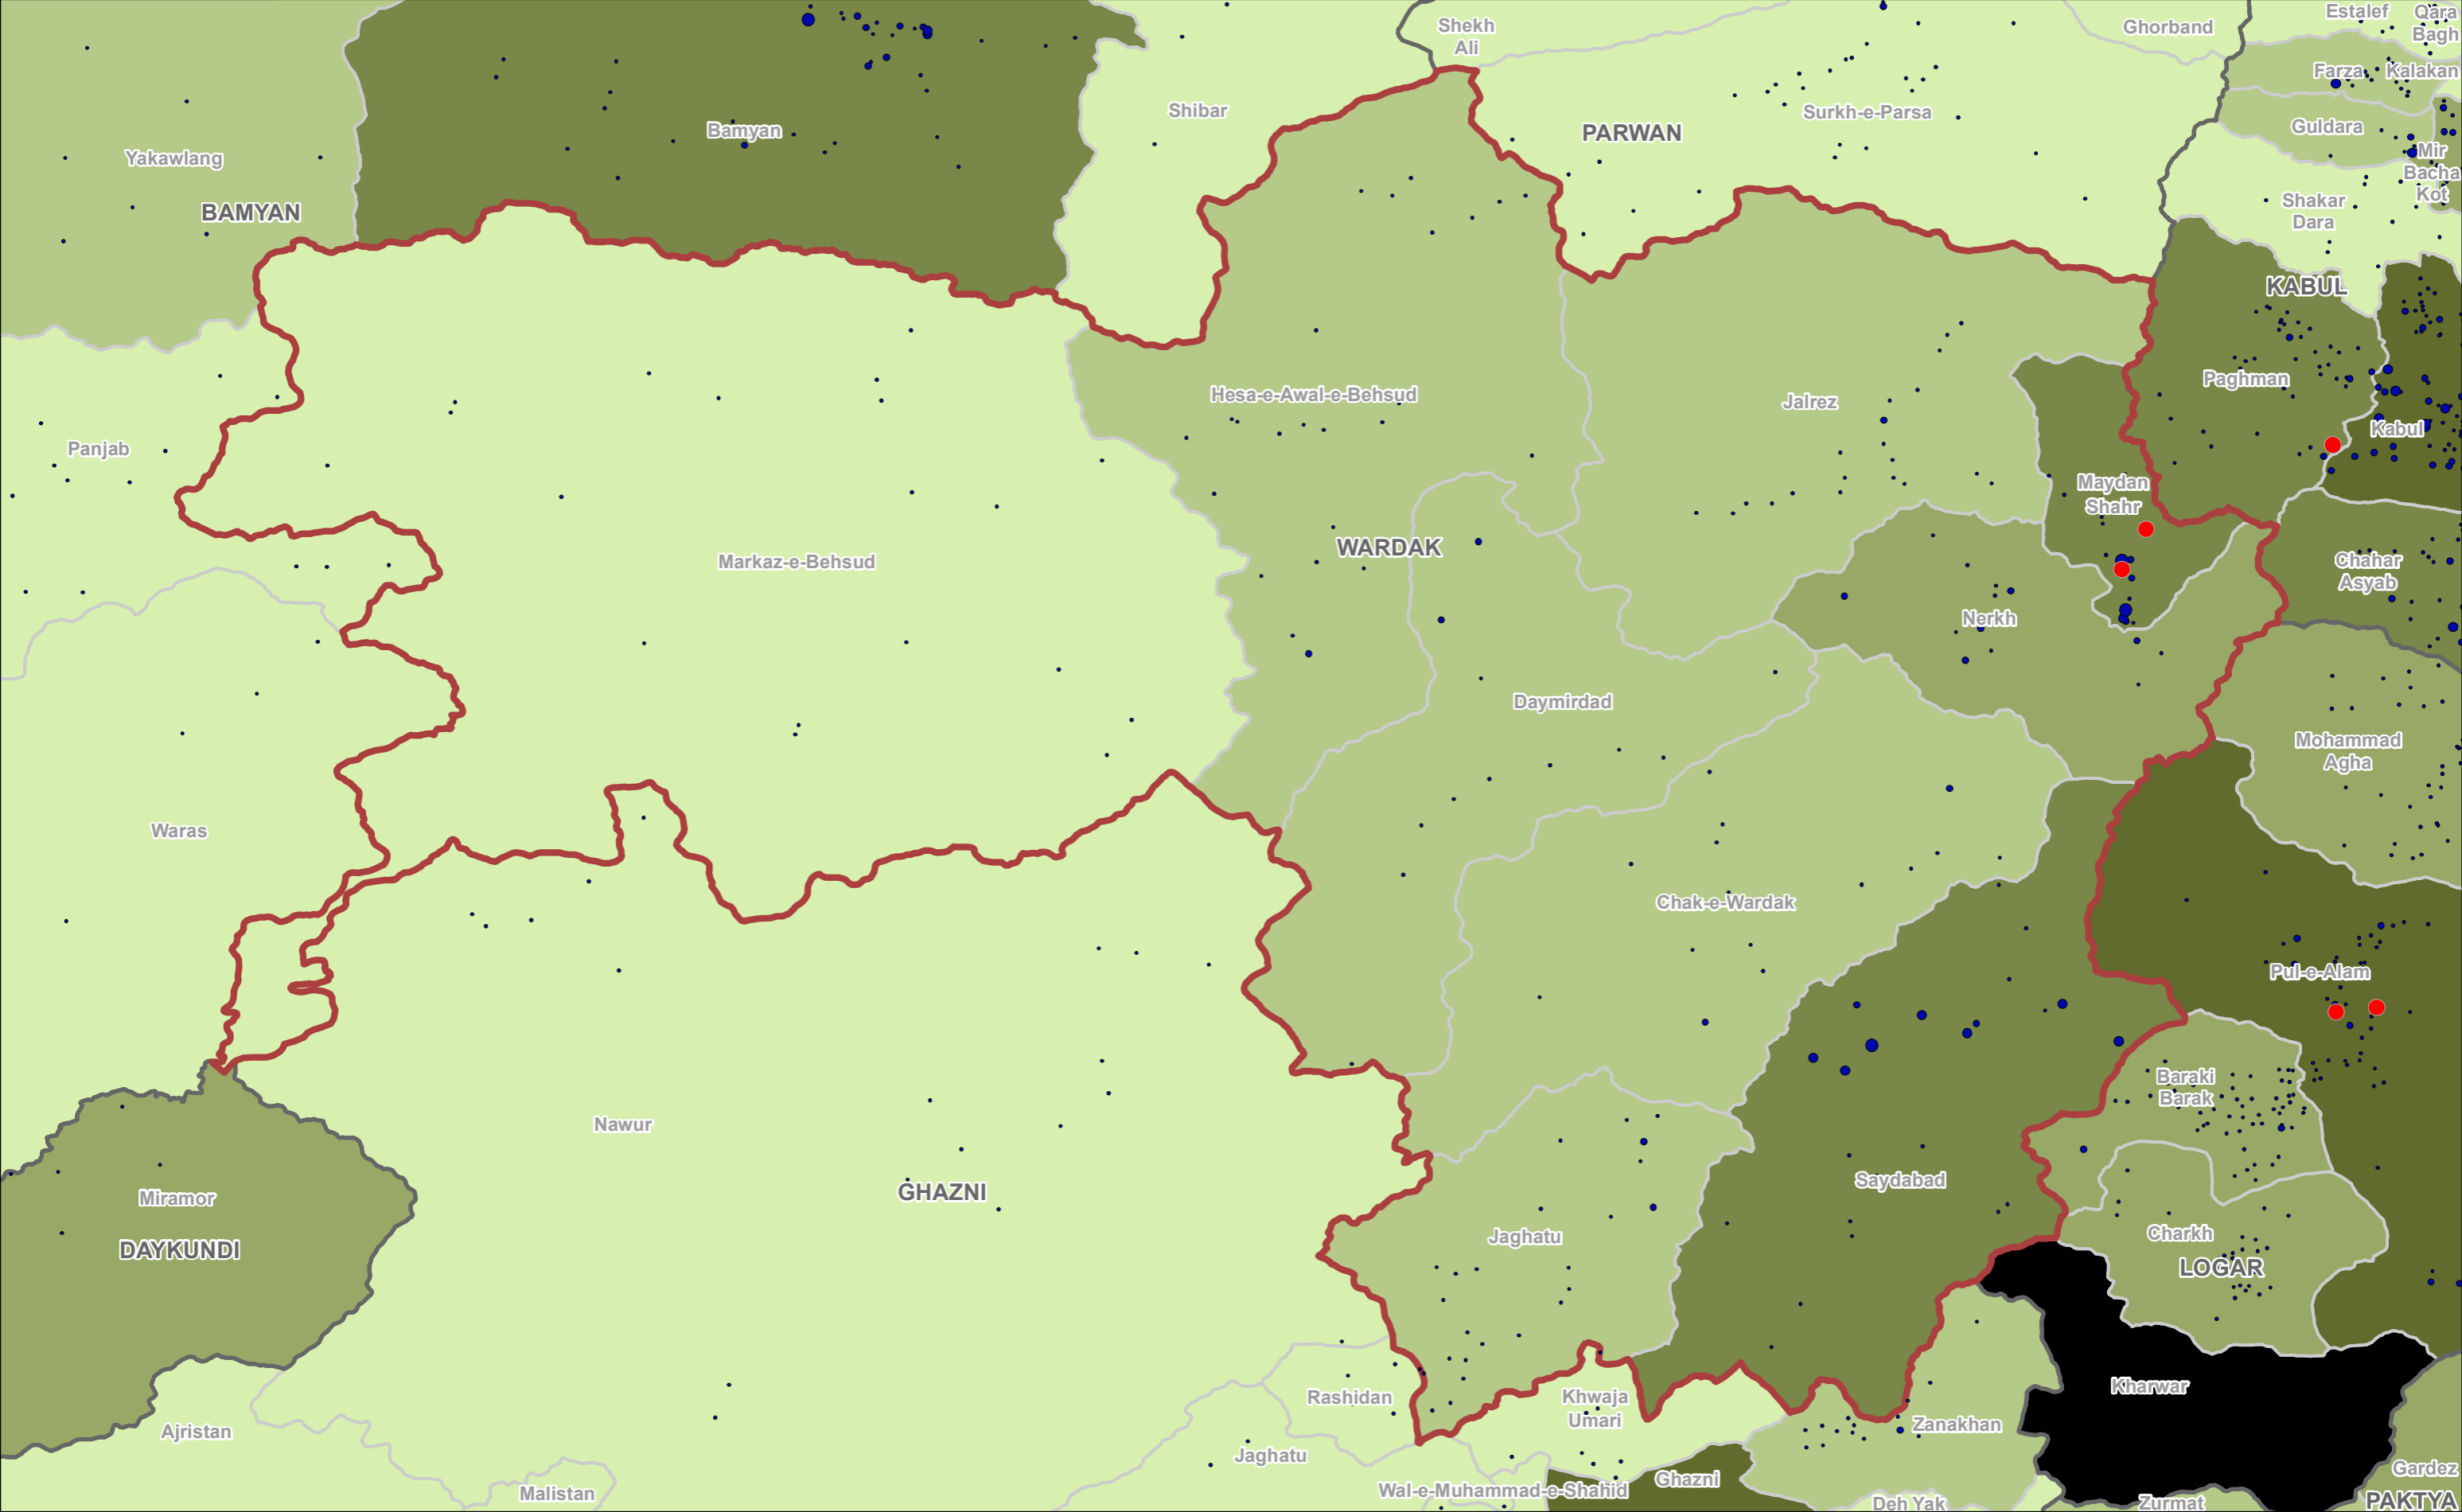 Shekh
Ali
Ghorband
Estalef
Qara
Bagh
Farza
Kalakan
Bamyan
Shibar
PARWAN
Surkh-e-Parsa
Guldara
Mir
Bacha
Kot
Yakawlang
BAMYAN
Shakar
Dara
KABUL
Paghman
Hesa-e-Awal-e-Behsud
Jalrez
Kabul
Panjab
Maydan
Shahr
WARDAK
Markaz-e-Behsud
Chahar
Asyab
Nerkh
Daymirdad
Mohammad
Agha
Waras
Chak-e-Wardak
Pul-e-Alam
Baraki
Barak
Nawur
GHAZNI
Saydabad
Miramor
DAYKUNDI
Jaghatu
Charkh
LOGAR
Kharwar
Rashidan
Khwaja
Umari
Zanakhan
Ajristan
Jaghatu
Gardez
Malistan
Wal-e-Muhammad-e-Shahid
Ghazni
Deh Yak
Zurmat
PAKTYA